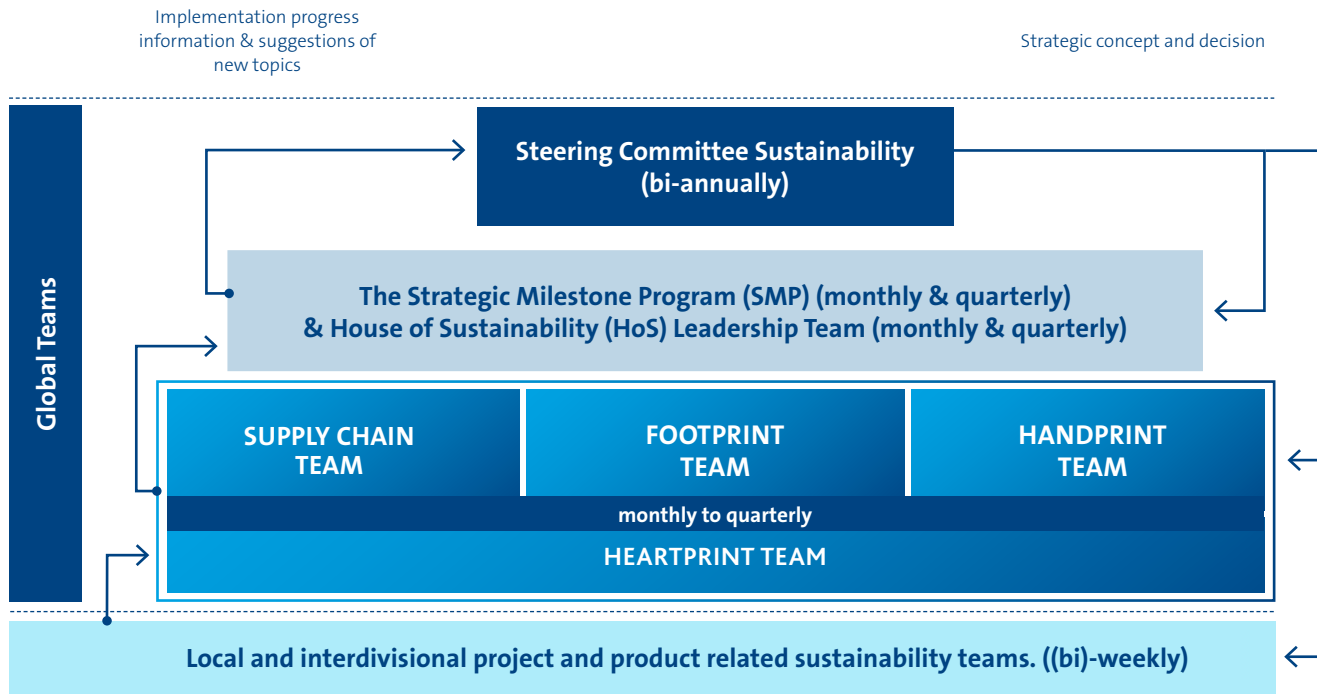 Implementation progress
information & suggestions of
new topics
Strategic concept and decision
Global Teams
Steering Committee Sustainability
(bi-annually)
The Strategic Milestone Program (SMP) (monthly & quarterly)
& House of Sustainability (HoS) Leadership Team (monthly & quarterly)
SUPPLY CHAIN
TEAM
FOOTPRINT
TEAM
HANDPRINT
TEAM
monthly to quarterly
HEARTPRINT TEAM
Local and interdivisional project and product related sustainability teams. ((bi)-weekly)